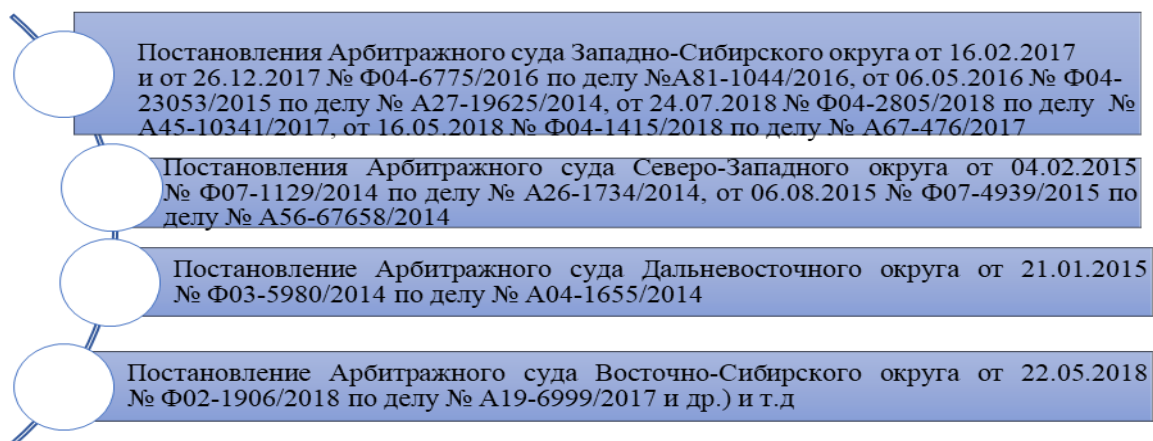 Постановления Арбитражного суда Западно-Сибирского округа от 16.02.2017
и от 26.12.2017 № Ф04-6775/2016 по делу №А81-1044/2016, от 06.05.2016 № Ф04-
23053/2015 по делу № А27-19625/2014, от 24.07.2018 № Ф04-2805/2018 по делу №
А45-10341/2017, от 16.05.2018 № Ф04-1415/2018 по делу № А67-476/2017
Постановления Арбитражного суда Северо-Западного округа от 04.02.2015
№ Ф07-1129/2014 по делу № А26-1734/2014, от 06.08.2015 № Ф07-4939/2015 по
делу № А56-67658/2014
Постановление Арбитражного суда Дальневосточного округа от 21.01.2015
№ Ф03-5980/2014 по делу № А04-1655/2014
Постановление Арбитражного суда Восточно-Сибирского округа от 22.05.2018
№ Ф02-1906/2018 по делу № А19-6999/2017 и др.) и т.д